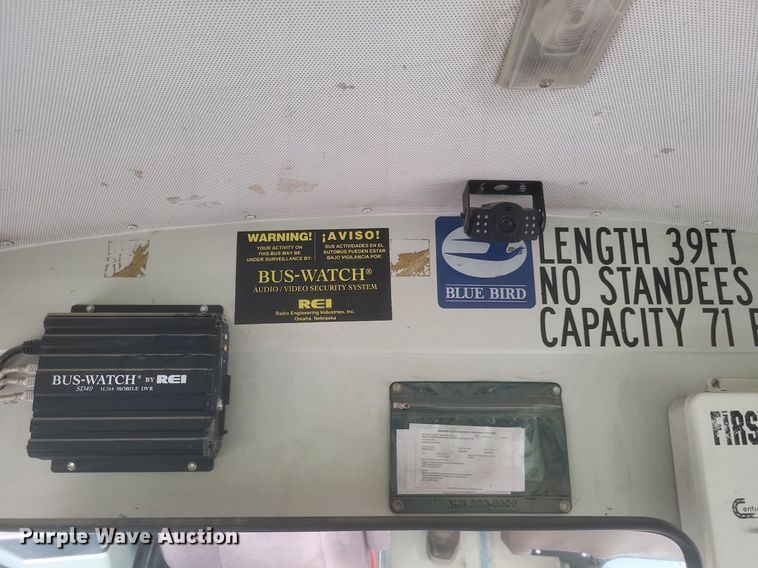 WARNING!
YOUR ACTIVITY ON
THIS BUS MAY BE
UNDER SURVEILLANCE BY:
¡AVISO!
SUS ACTIVIDADES EN EL
AUTOBUS PUEDEN ESTAR
BAJO VIGILANCIA POR:
BUS-WATCH®
AUDIO / VIDEO SECURITY SYSTEM
REI
Radio Engineering Industries, Inc.
Omaha, Nebraska
BLUE BIRD
LENGTH 39FT
NO STANDEES
CAPACITY 71
BUS-WATCH® BY REI
SD40 H.264 MOBILE DVR
FIRS
Purple Wave Auction